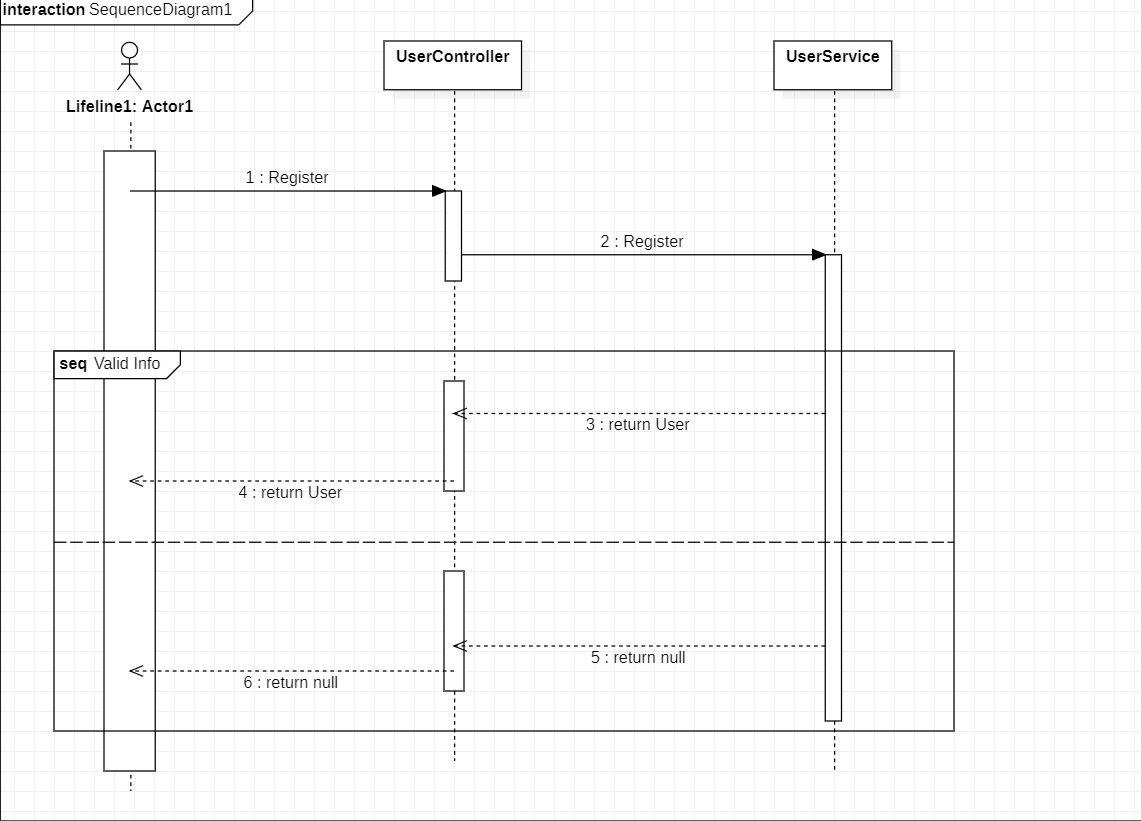 interaction SequenceDiagram1
Lifeline1: Actor1
UserController
UserService
1 : Register
2 : Register
seq Valid Info
3 : return User
4 : return User
5 : return null
6 : return null